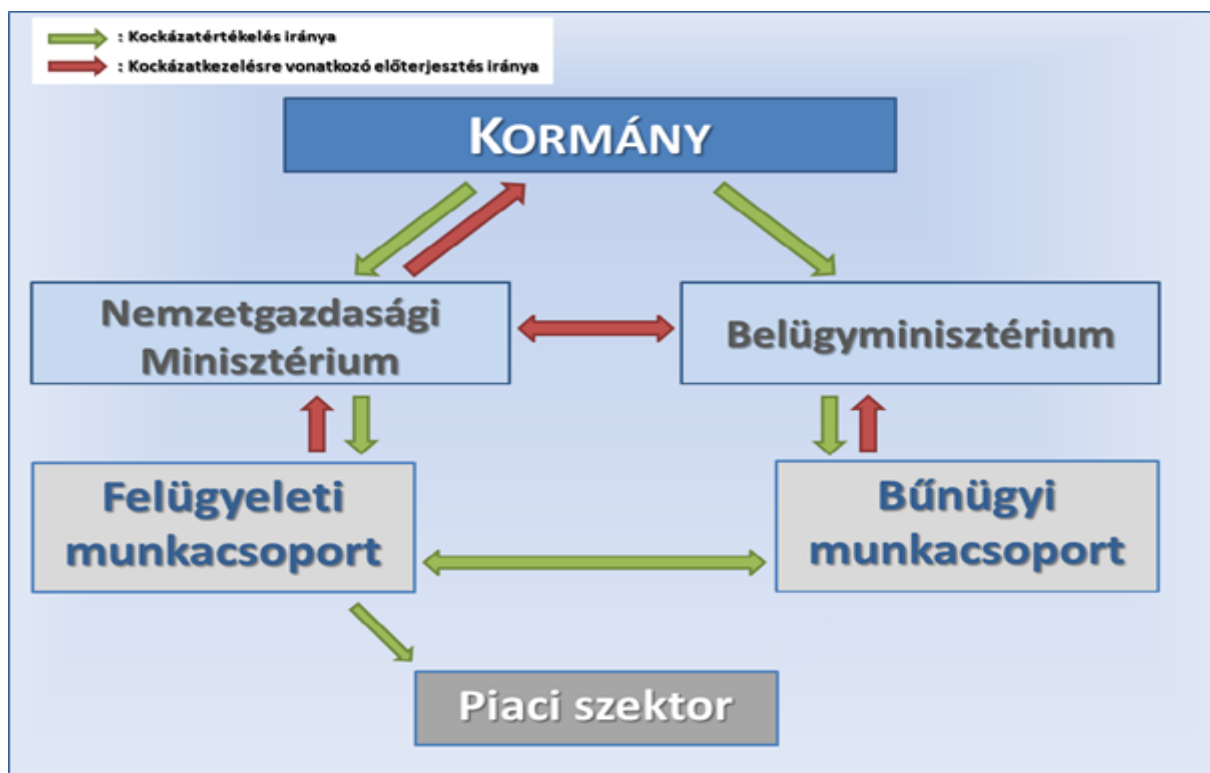 : Kockázatértékelés iránya
: Kockázatkezelésre vonatkozó előterjesztés iránya
KORMÁNY
Nemzetgazdasági
Minisztérium
Belügyminisztérium
Felügyeleti
munkacsoport
Bűnügyi
munkacsoport
Piaci szektor